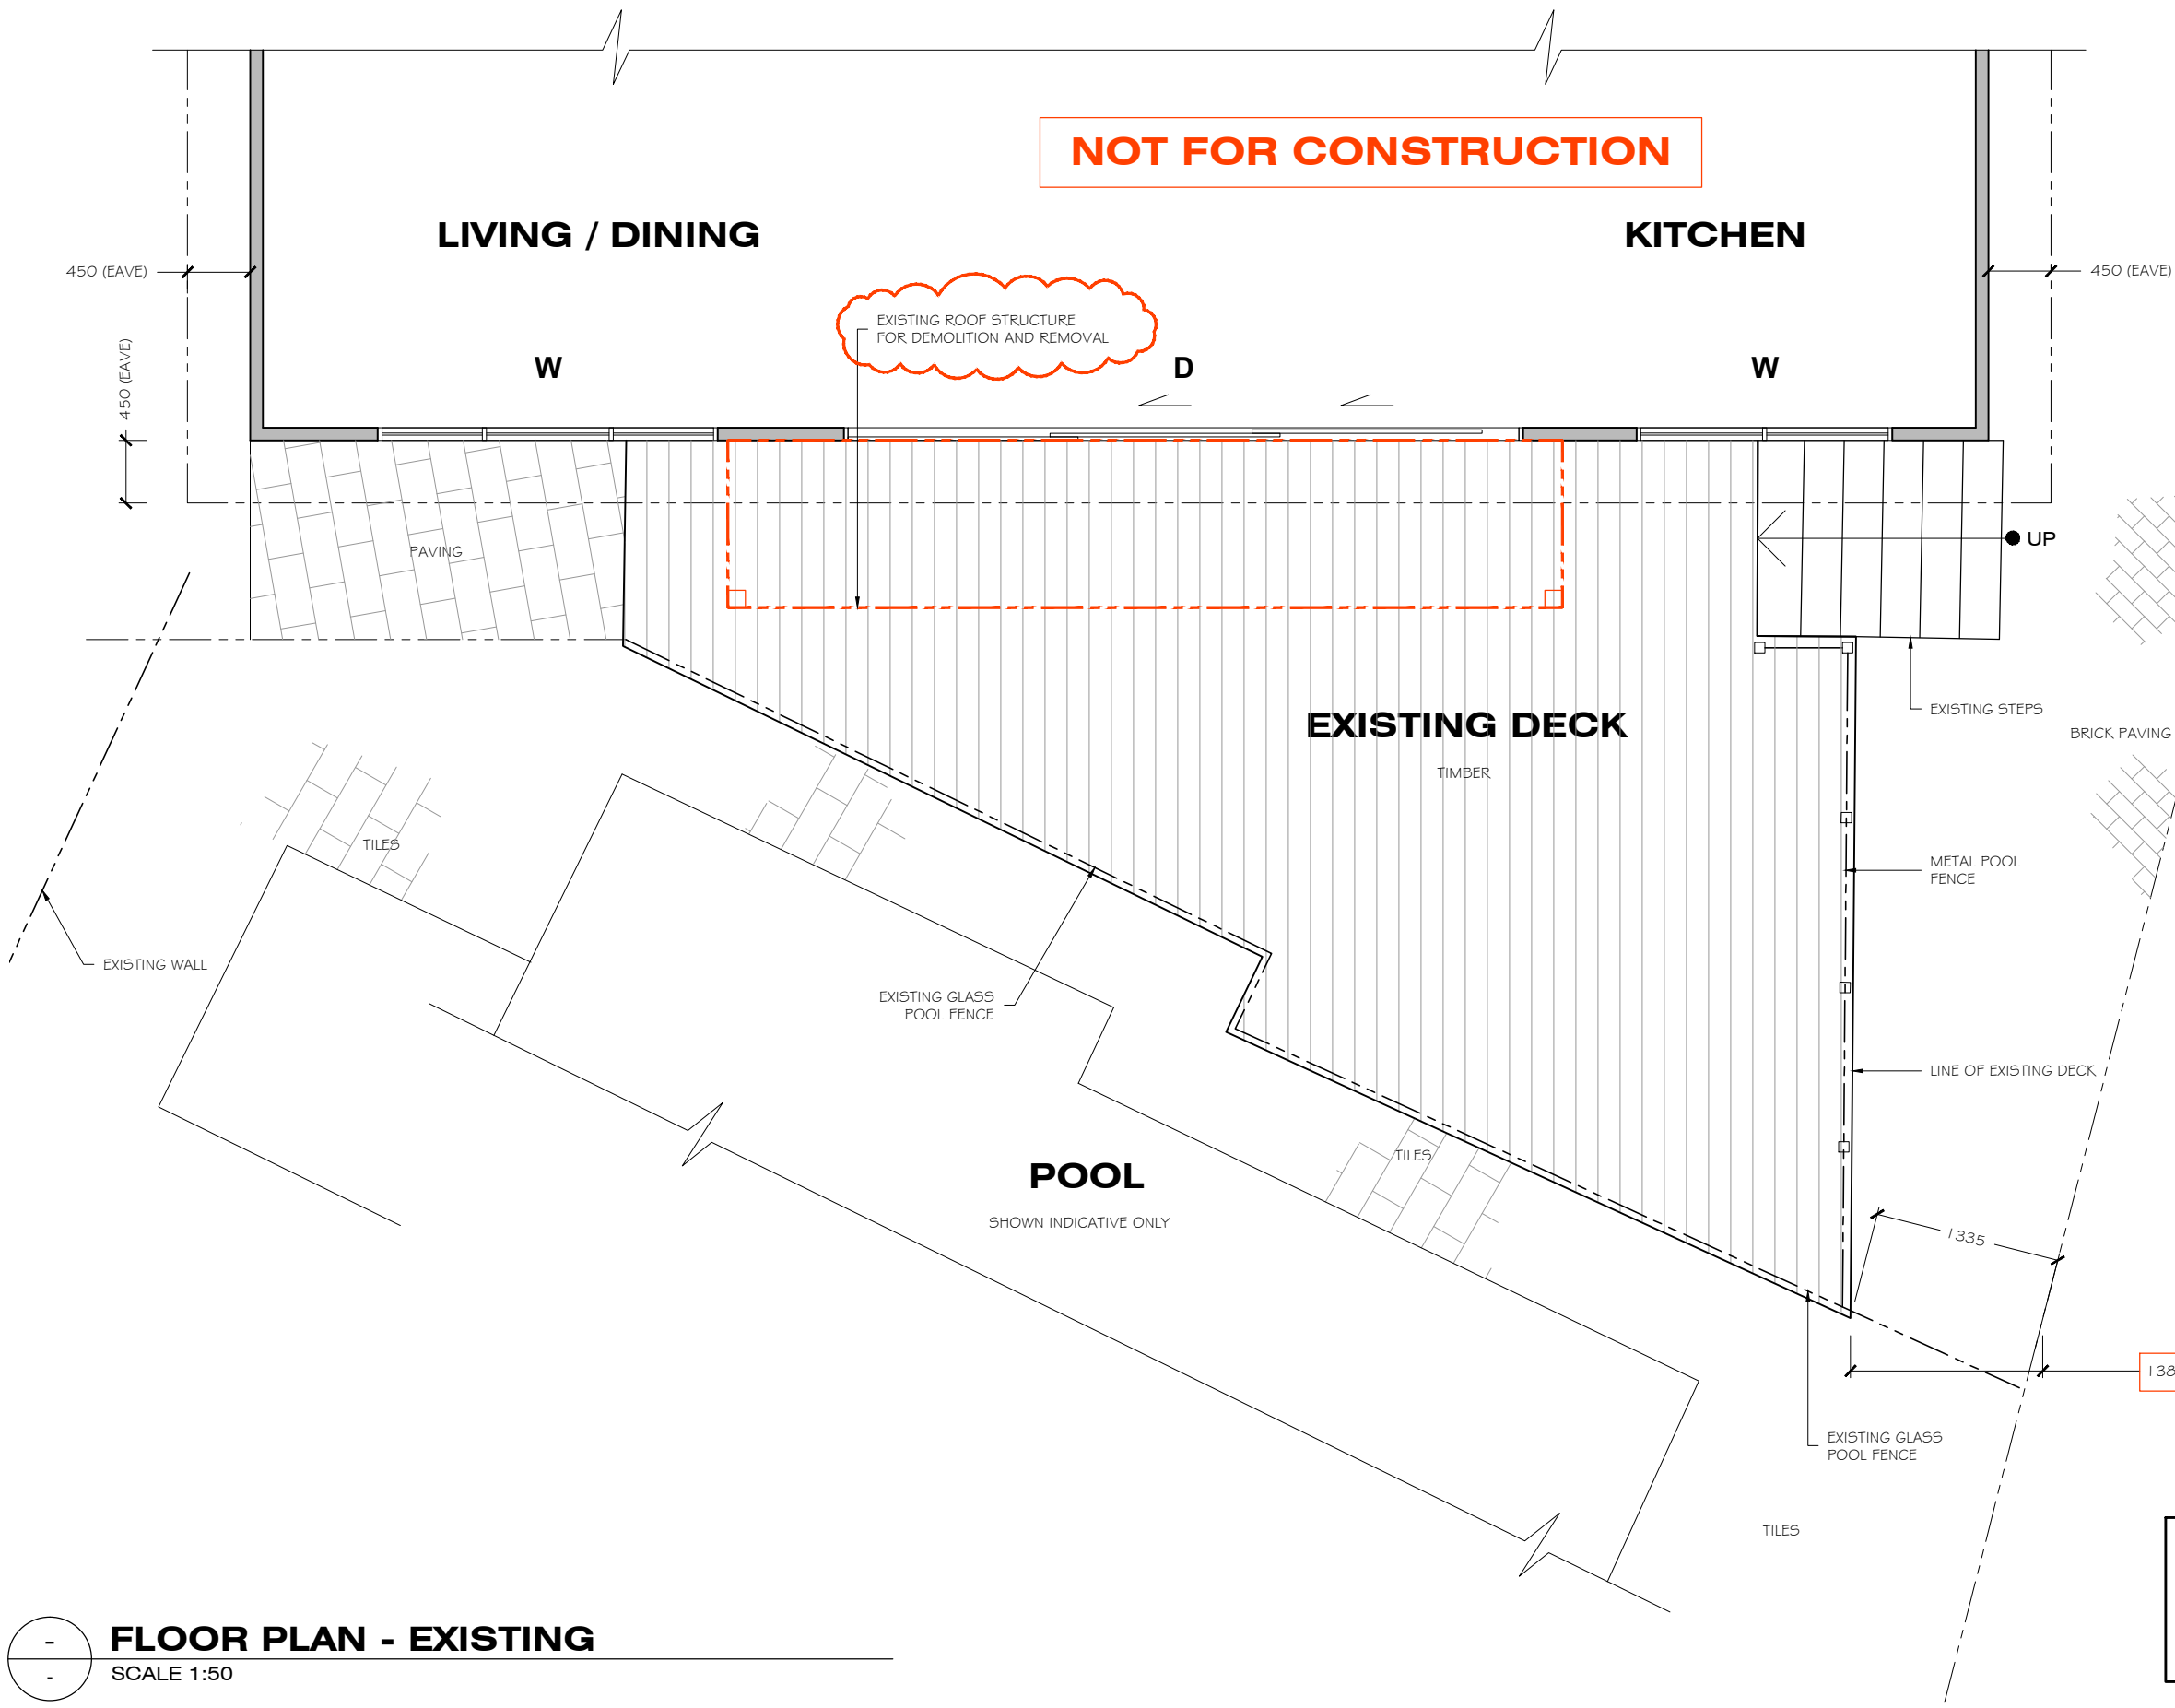 NOT FOR CONSTRUCTION
LIVING / DINING
KITCHEN
450 (EAVE)
450 (EAVE)
EXISTING ROOF STRUCTURE
FOR DEMOLITION AND REMOVAL
450 (EAVE)
W
D
W
PAVING
UP
EXISTING STEPS
EXISTING DECK
BRICK PAVING
TIMBER
TILES
METAL POOL
FENCE
EXISTING WALL
EXISTING GLASS
POOL FENCE
LINE OF EXISTING DECK
TILES
POOL
SHOWN INDICATIVE ONLY
1335
EXISTING GLASS
POOL FENCE
TILES
-
FLOOR PLAN - EXISTING
-
SCALE 1:50